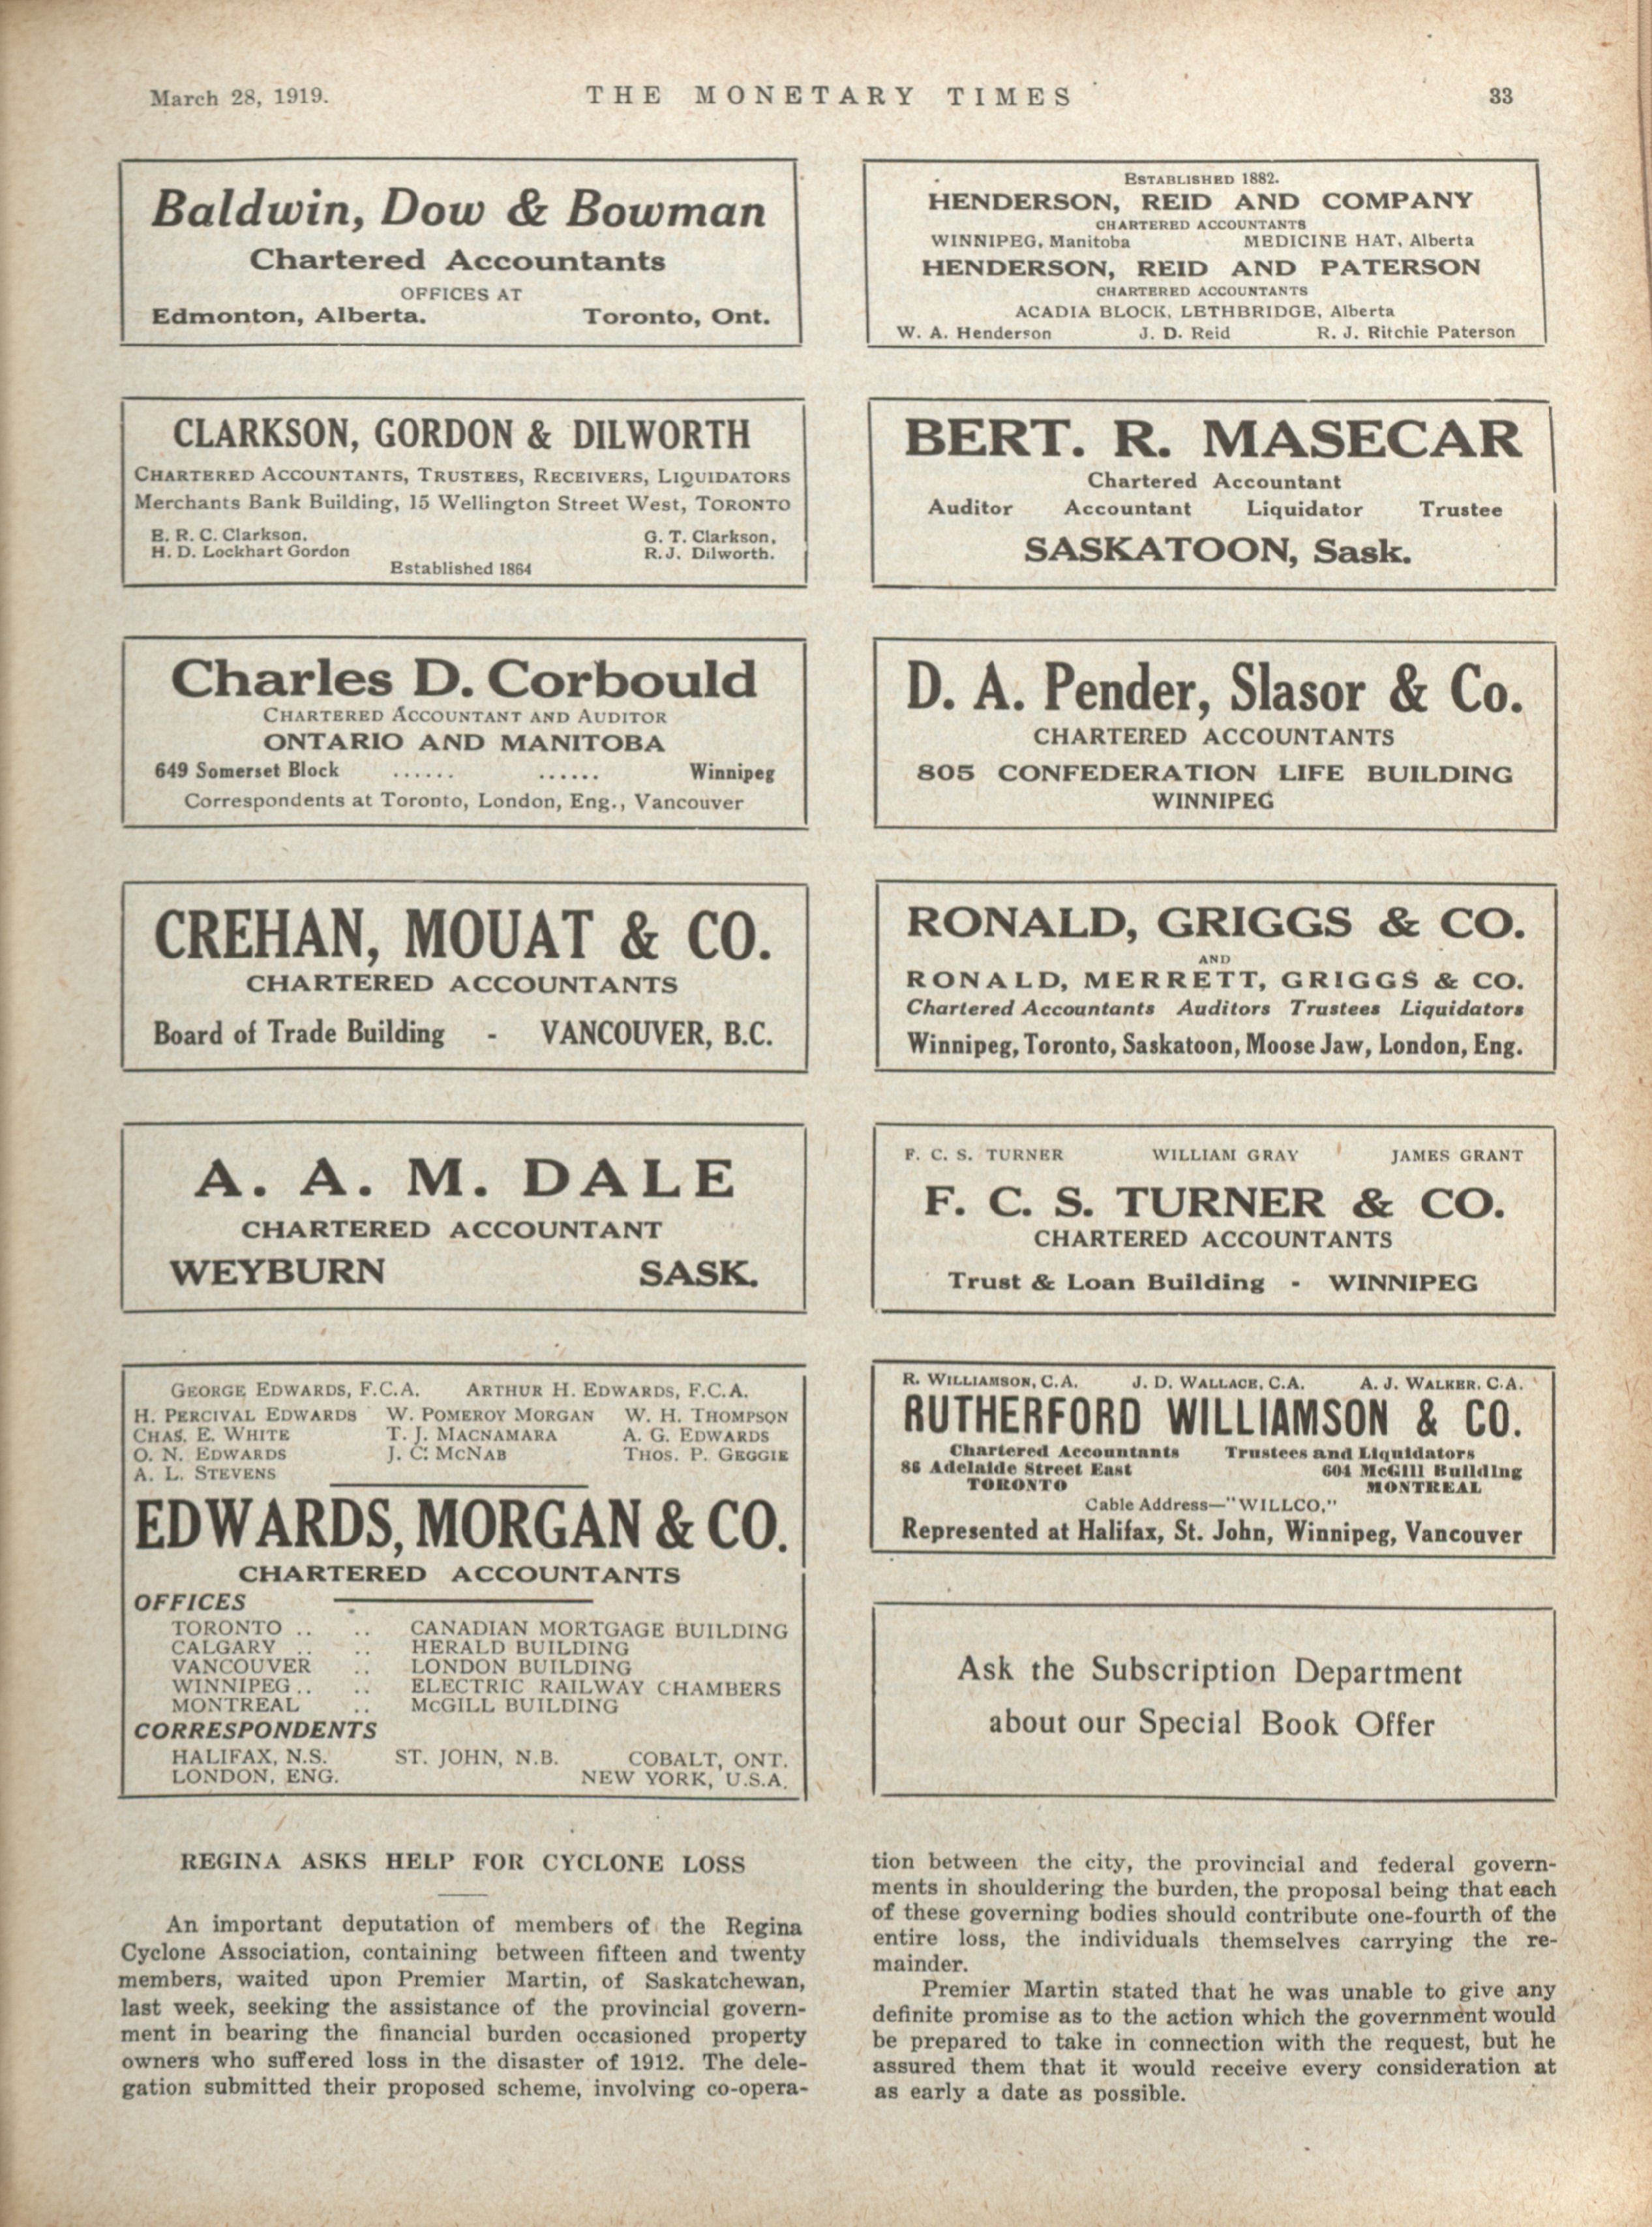 March 28, 1919.
THE MONETARY TIMES
33
Baldwin, Dow & Bowman
Chartered Accountants
OFFICES AT
Edmonton, Alberta. Toronto, Ont.
CLARKSON, GORDON & DILWORTH
CHARTERED ACCOUNTANTS, TRUSTEES, RECEIVERS, LIQUIDATORS
Merchants Bank Building, 15 Wellington Street West, TORONTO
E. R. C. Clarkson. G. T. Clarkson,
H. D. Lockhart Gordon R. J. Dilworth.
Established 1864
Charles D. Corbould
CHARTERED ACCOUNTANT AND AUDITOR
ONTARIO AND MANITOBA
649 Somerset Block ...... ...... Winnipeg
Correspondents at Toronto, London, Eng., Vancouver
CREHAN, MOUAT & CO.
CHARTERED ACCOUNTANTS
Board of Trade Building - VANCOUVER, B.C.
A. A. M. DALE
CHARTERED ACCOUNTANT
WEYBURN SASK.
GEORGE EDWARDS, F.C.A. ARTHUR H. EDWARDS, F.C.A.
H. PERCIVAL EDWARDS W. POMEROY MORGAN W. H. THOMPSON
CHAS. E. WHITE T. J. MACNAMARA A. G. EDWARDS
O. N. EDWARDS J. C. MCNAB THOS. P. GEGGIE
A. L. STEVENS
EDWARDS, MORGAN & CO.
CHARTERED ACCOUNTANTS
OFFICES
TORONTO .. .. CANADIAN MORTGAGE BUILDING
CALGARY .. .. HERALD BUILDING
VANCOUVER .. LONDON BUILDING
WINNIPEG .. .. ELECTRIC RAILWAY CHAMBERS
MONTREAL .. McGILL BUILDING
CORRESPONDENTS
HALIFAX, N.S. ST. JOHN, N.B. COBALT, ONT.
LONDON, ENG. NEW YORK, U.S.A.
ESTABLISHED 1882.
HENDERSON, REID AND COMPANY
CHARTERED ACCOUNTANTS
WINNIPEG, Manitoba MEDICINE HAT, Alberta
HENDERSON, REID AND PATERSON
CHARTERED ACCOUNTANTS
ACADIA BLOCK, LETHBRIDGE, Alberta
W. A. Henderson J. D. Reid R. J. Ritchie Paterson
BERT. R. MASECAR
Chartered Accountant
Auditor Accountant Liquidator Trustee
SASKATOON, Sask.
D. A. Pender, Slasor & Co.
CHARTERED ACCOUNTANTS
805 CONFEDERATION LIFE BUILDING
WINNIPEG
RONALD, GRIGGS & CO.
AND
RONALD, MERRETT, GRIGGS & CO.
Chartered Accountants Auditors Trustees Liquidators
Winnipeg, Toronto, Saskatoon, Moose Jaw, London, Eng.
F. C. S. TURNER WILLIAM GRAY JAMES GRANT
F. C. S. TURNER & CO.
CHARTERED ACCOUNTANTS
Trust & Loan Building - WINNIPEG
R. WILLIAMSON, C.A. J. D. WALLACE, C.A. A. J. WALKER, C.A.
RUTHERFORD WILLIAMSON & CO.
Chartered Accountants Trustees and Liquidators
86 Adelaide Street East 604 McGill Building
TORONTO MONTREAL
Cable Address—"WILLCO."
Represented at Halifax, St. John, Winnipeg, Vancouver
Ask the Subscription Department
about our Special Book Offer
REGINA ASKS HELP FOR CYCLONE LOSS
An important deputation of members of the Regina
Cyclone Association, containing between fifteen and twenty
members, waited upon Premier Martin, of Saskatchewan,
last week, seeking the assistance of the provincial govern-
ment in bearing the financial burden occasioned property
owners who suffered loss in the disaster of 1912. The dele-
gation submitted their proposed scheme, involving co-opera-
tion between the city, the provincial and federal govern-
ments in shouldering the burden, the proposal being that each
of these governing bodies should contribute one-fourth of the
entire loss, the individuals themselves carrying the re-
mainder.
Premier Martin stated that he was unable to give any
definite promise as to the action which the government would
be prepared to take in connection with the request, but he
assured them that it would receive every consideration at
as early a date as possible.